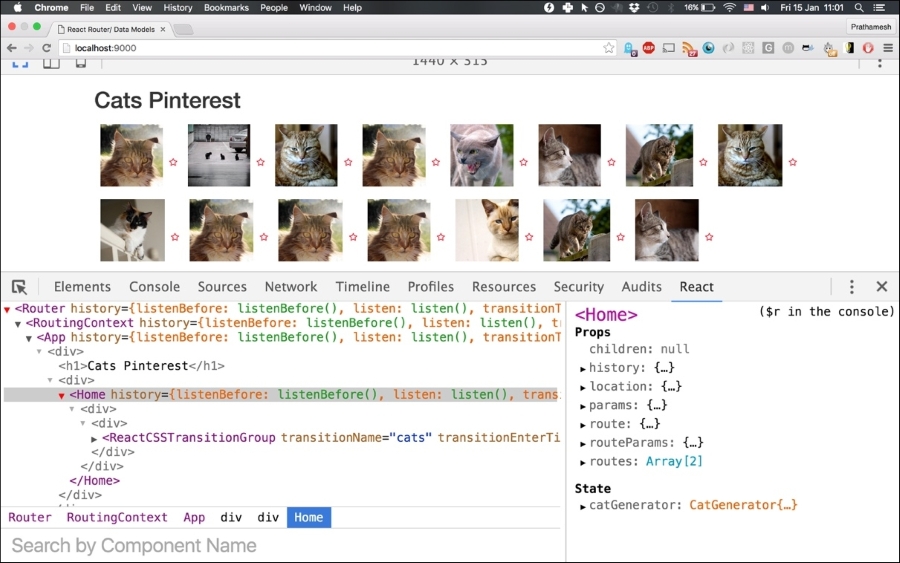 Chrome File Edit View History Bookmarks People Window Help 16% Fri 15 Jan 11:01
React Router/ Data Models Prathamesh
localhost:9000
1440 × 315
Cats Pinterest
Elements Console Sources Network Timeline Profiles Resources Security Audits React
<Router history={listenBefore: listenBefore(), listen: listen(), transitionT
<RoutingContext history={listenBefore: listenBefore(), listen: listen(), t
<App history={listenBefore: listenBefore(), listen: listen(), transitionT
<div>
<h1>Cats Pinterest</h1>
<div>
<Home history={listenBefore: listenBefore(), listen: listen(), trans
<div>
<div>
<ReactCSSTransitionGroup transitionName="cats" transitionEnterTi
</div>
</div>
</Home>
</div>
Router RoutingContext App div div Home
Search by Component Name
<Home> ($r in the console)
Props
children: null
history: {…}
location: {…}
params: {…}
route: {…}
routeParams: {…}
routes: Array[2]
State
catGenerator: CatGenerator{…}